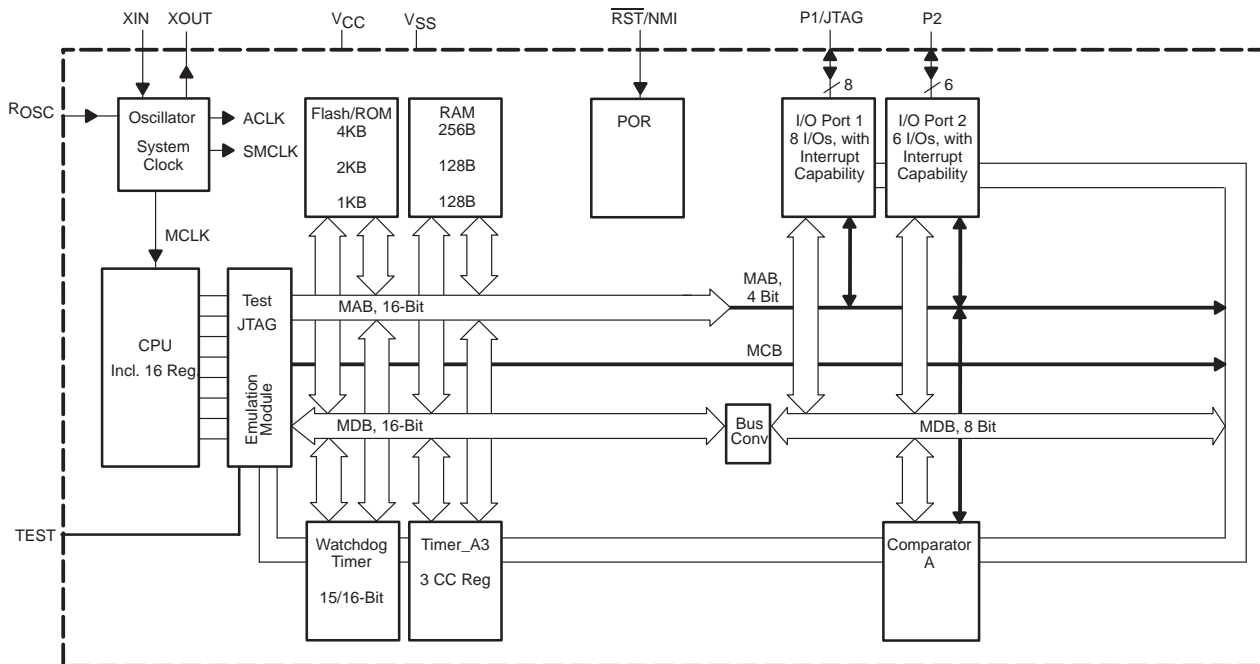 XIN
XOUT
VCC
VSS
RST/NMI
P1/JTAG
P2
ROSC
8
6
Oscillator
System
Clock
ACLK
SMCLK
Flash/ROM
4KB
2KB
1KB
RAM
256B
128B
128B
POR
I/O Port 1
8 I/Os, with
Interrupt
Capability
I/O Port 2
6 I/Os, with
Interrupt
Capability
MCLK
CPU
Incl. 16 Reg.
Test
JTAG
Emulation
Module
MAB, 16-Bit
MAB,
4 Bit
MCB
MDB, 16-Bit
Bus
Conv
MDB, 8 Bit
TEST
Watchdog
Timer
15/16-Bit
Timer_A3
3 CC Reg
Comparator
A